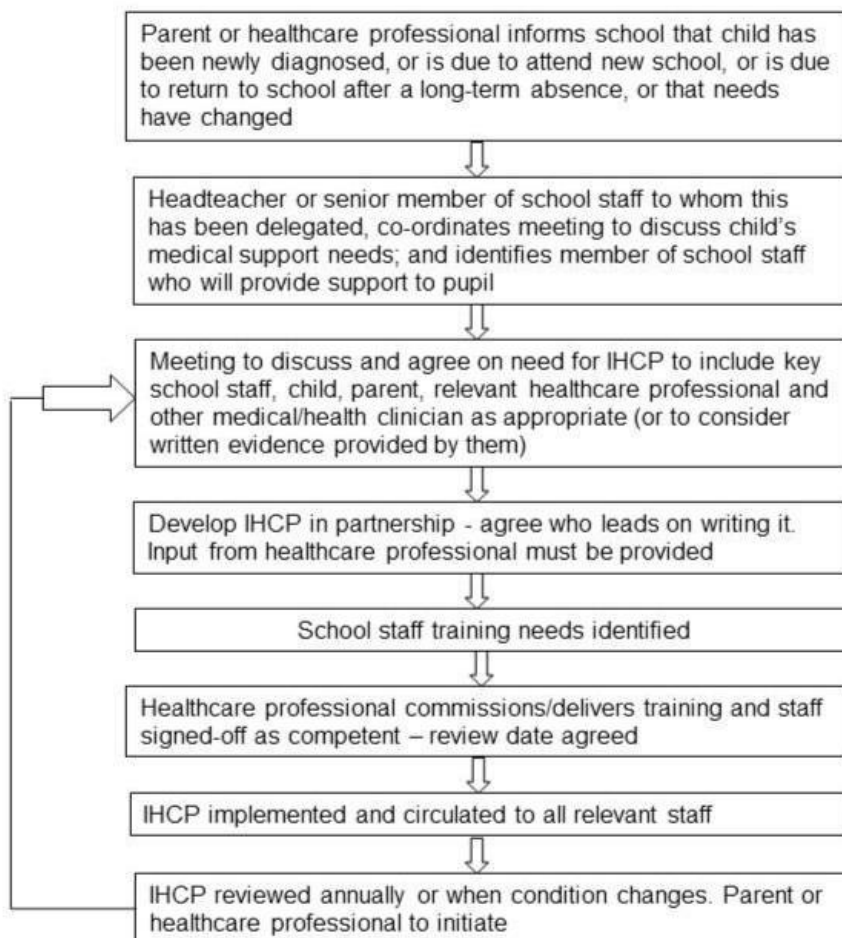 Parent or healthcare professional informs school that child has
been newly diagnosed, or is due to attend new school, or is due
to return to school after a long-term absence, or that needs
have changed
Headteacher or senior member of school staff to whom this
has been delegated, co-ordinates meeting to discuss child's
medical support needs; and identifies member of school staff
who will provide support to pupil
Meeting to discuss and agree on need for IHCP to include key
school staff, child, parent, relevant healthcare professional and
other medical/health clinician as appropriate (or to consider
written evidence provided by them)
Develop IHCP in partnership - agree who leads on writing it.
Input from healthcare professional must be provided
School staff training needs identified
Healthcare professional commissions/delivers training and staff
signed-off as competent – review date agreed
IHCP implemented and circulated to all relevant staff
IHCP reviewed annually or when condition changes. Parent or
healthcare professional to initiate